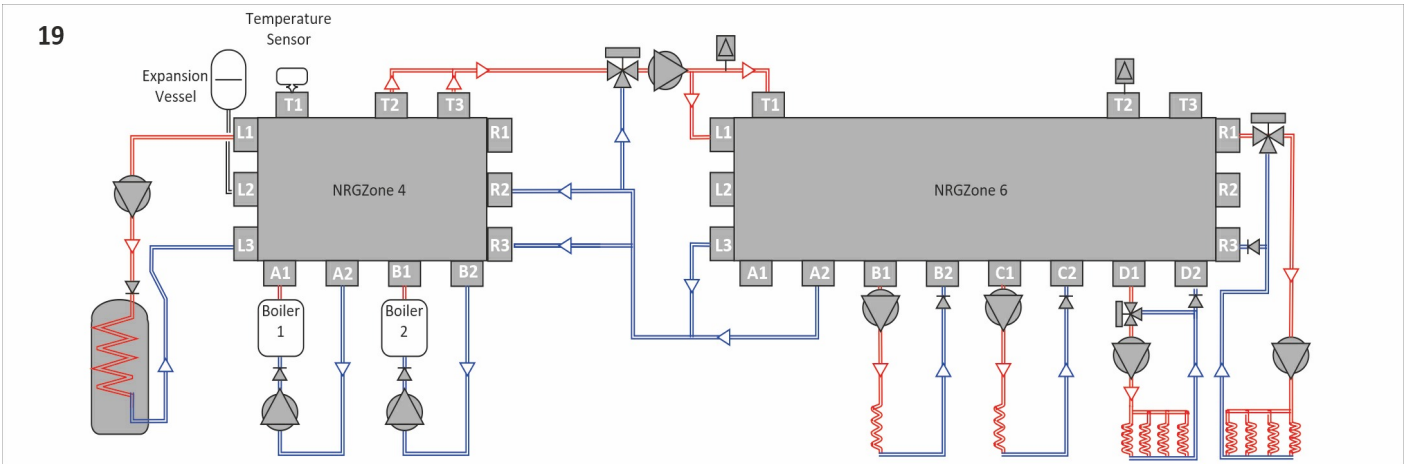 19
Temperature
Sensor
Expansion
Vessel
T1
T2
T3
T1
T2
T3
L1
R1
L1
R1
L2
NRGZone 4
R2
L2
NRGZone 6
R2
L3
R3
L3
R3
A1
A2
B1
B2
A1
A2
B1
B2
C1
C2
D1
D2
Boiler
1
Boiler
2